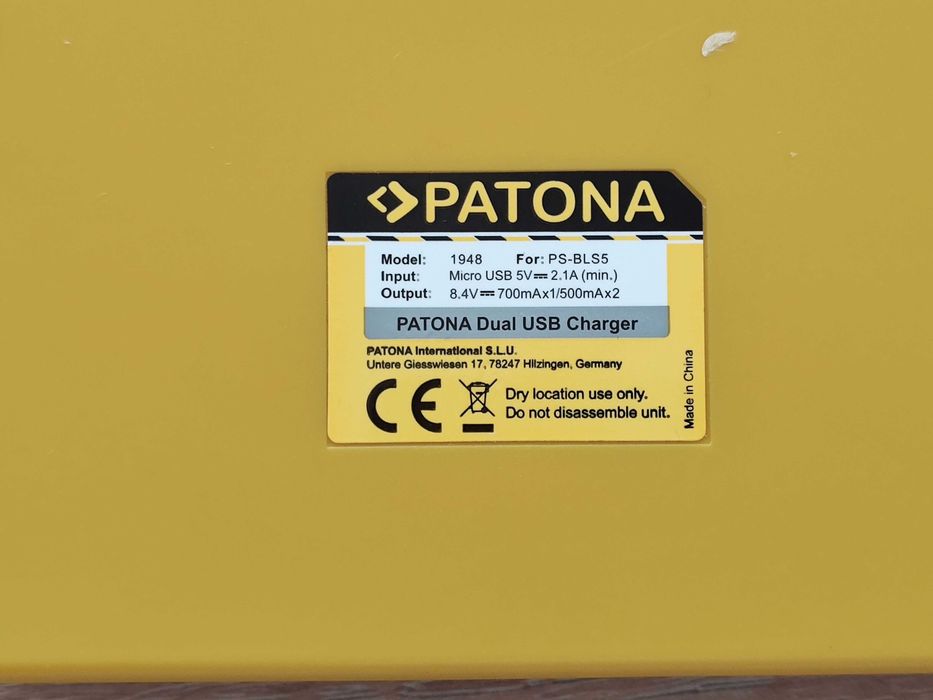 PATONA
Model: 1948 For: PS-BLS5
Input: Micro USB 5V⎓ 2.1A (min.)
Output: 8.4V⎓ 700mAx1/500mAx2
PATONA Dual USB Charger
PATONA International S.L.U.
Untere Giesswiesen 17, 78247 Hilzingen, Germany
CE
Dry location use only.
Do not disassemble unit.
Made in China